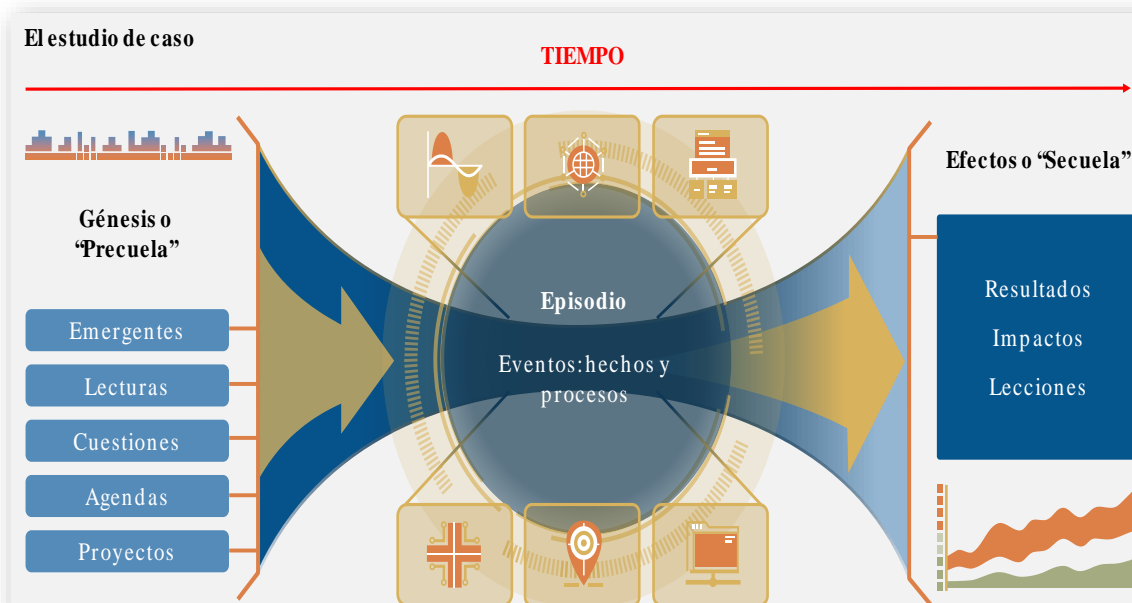 El estudio de caso
TIEMPO
Génesis o
“Precuela”
Emergentes
Lecturas
Cuestiones
Agendas
Proyectos
Episodio
Eventos: hechos y
procesos
Efectos o “Secuela”
Resultados
Impactos
Lecciones